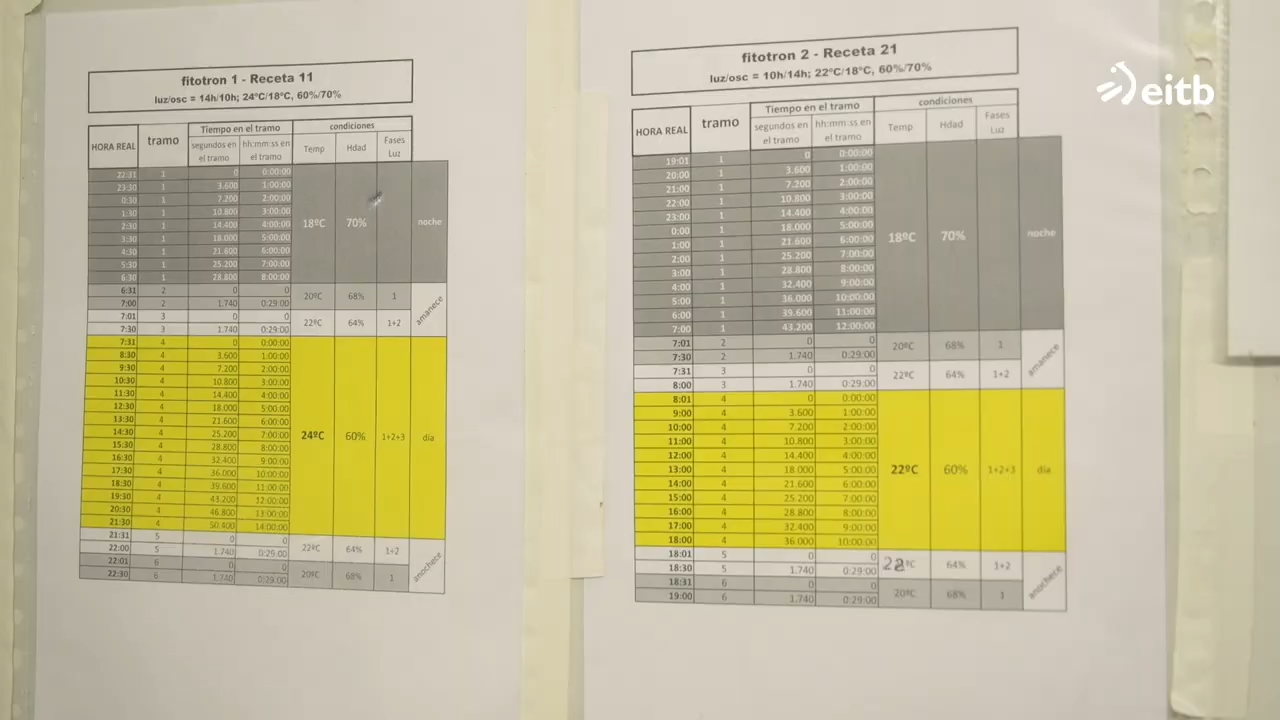 eitb
fitotron 1 - Receta 11
luz/osc = 14h/10h; 24ºC/18ºC, 60%/70%
HORA REAL tramo Tiempo en el tramo condiciones
segundos en el tramo hh:mm:ss en el tramo Temp Hdad Fases Luz
22:31 1 0 0:00:00
23:30 1 3.600 1:00:00
0:30 1 7.200 2:00:00
1:30 1 10.800 3:00:00
2:30 1 14.400 4:00:00 18ºC 70% noche
3:30 1 18.000 5:00:00
4:30 1 21.600 6:00:00
5:30 1 25.200 7:00:00
6:30 1 28.800 8:00:00
6:31 2 0 0 20ºC 68% 1 amanece
7:00 2 1.740 0:29:00
7:01 3 0 0 22ºC 64% 1+2
7:30 3 1.740 0:29:00
7:31 4 0 0:00:00
8:30 4 3.600 1:00:00
9:30 4 7.200 2:00:00
10:30 4 10.800 3:00:00
11:30 4 14.400 4:00:00
12:30 4 18.000 5:00:00
13:30 4 21.600 6:00:00
14:30 4 25.200 7:00:00 24ºC 60% 1+2+3 día
15:30 4 28.800 8:00:00
16:30 4 32.400 9:00:00
17:30 4 36.000 10:00:00
18:30 4 39.600 11:00:00
19:30 4 43.200 12:00:00
20:30 4 46.800 13:00:00
21:30 4 50.400 14:00:00
21:31 5 0 0 22ºC 64% 1+2 anochece
22:00 5 1.740 0:29:00
22:01 6 0 0 20ºC 68% 1
22:30 6 1.740 0:29:00
fitotron 2 - Receta 21
luz/osc = 10h/14h; 22ºC/18ºC, 60%/70%
HORA REAL tramo Tiempo en el tramo condiciones
segundos en el tramo hh:mm:ss en el tramo Temp Hdad Fases Luz
19:01 1 0 0:00:00
20:00 1 3.600 1:00:00
21:00 1 7.200 2:00:00
22:00 1 10.800 3:00:00
23:00 1 14.400 4:00:00
0:00 1 18.000 5:00:00
1:00 1 21.600 6:00:00 18ºC 70% noche
2:00 1 25.200 7:00:00
3:00 1 28.800 8:00:00
4:00 1 32.400 9:00:00
5:00 1 36.000 10:00:00
6:00 1 39.600 11:00:00
7:00 1 43.200 12:00:00
7:01 2 0 0 20ºC 68% 1 amanece
7:30 2 1.740 0:29:00
7:31 3 0 0 22ºC 64% 1+2
8:00 3 1.740 0:29:00
8:01 4 0 0:00:00
9:00 4 3.600 1:00:00
10:00 4 7.200 2:00:00
11:00 4 10.800 3:00:00
12:00 4 14.400 4:00:00
13:00 4 18.000 5:00:00 22ºC 60% 1+2+3 día
14:00 4 21.600 6:00:00
15:00 4 25.200 7:00:00
16:00 4 28.800 8:00:00
17:00 4 32.400 9:00:00
18:00 4 36.000 10:00:00
18:01 5 0 0 22ºC 64% 1+2 anochece
18:30 5 1.740 0:29:00
18:31 6 0 0 20ºC 68% 1
19:00 6 1.740 0:29:00